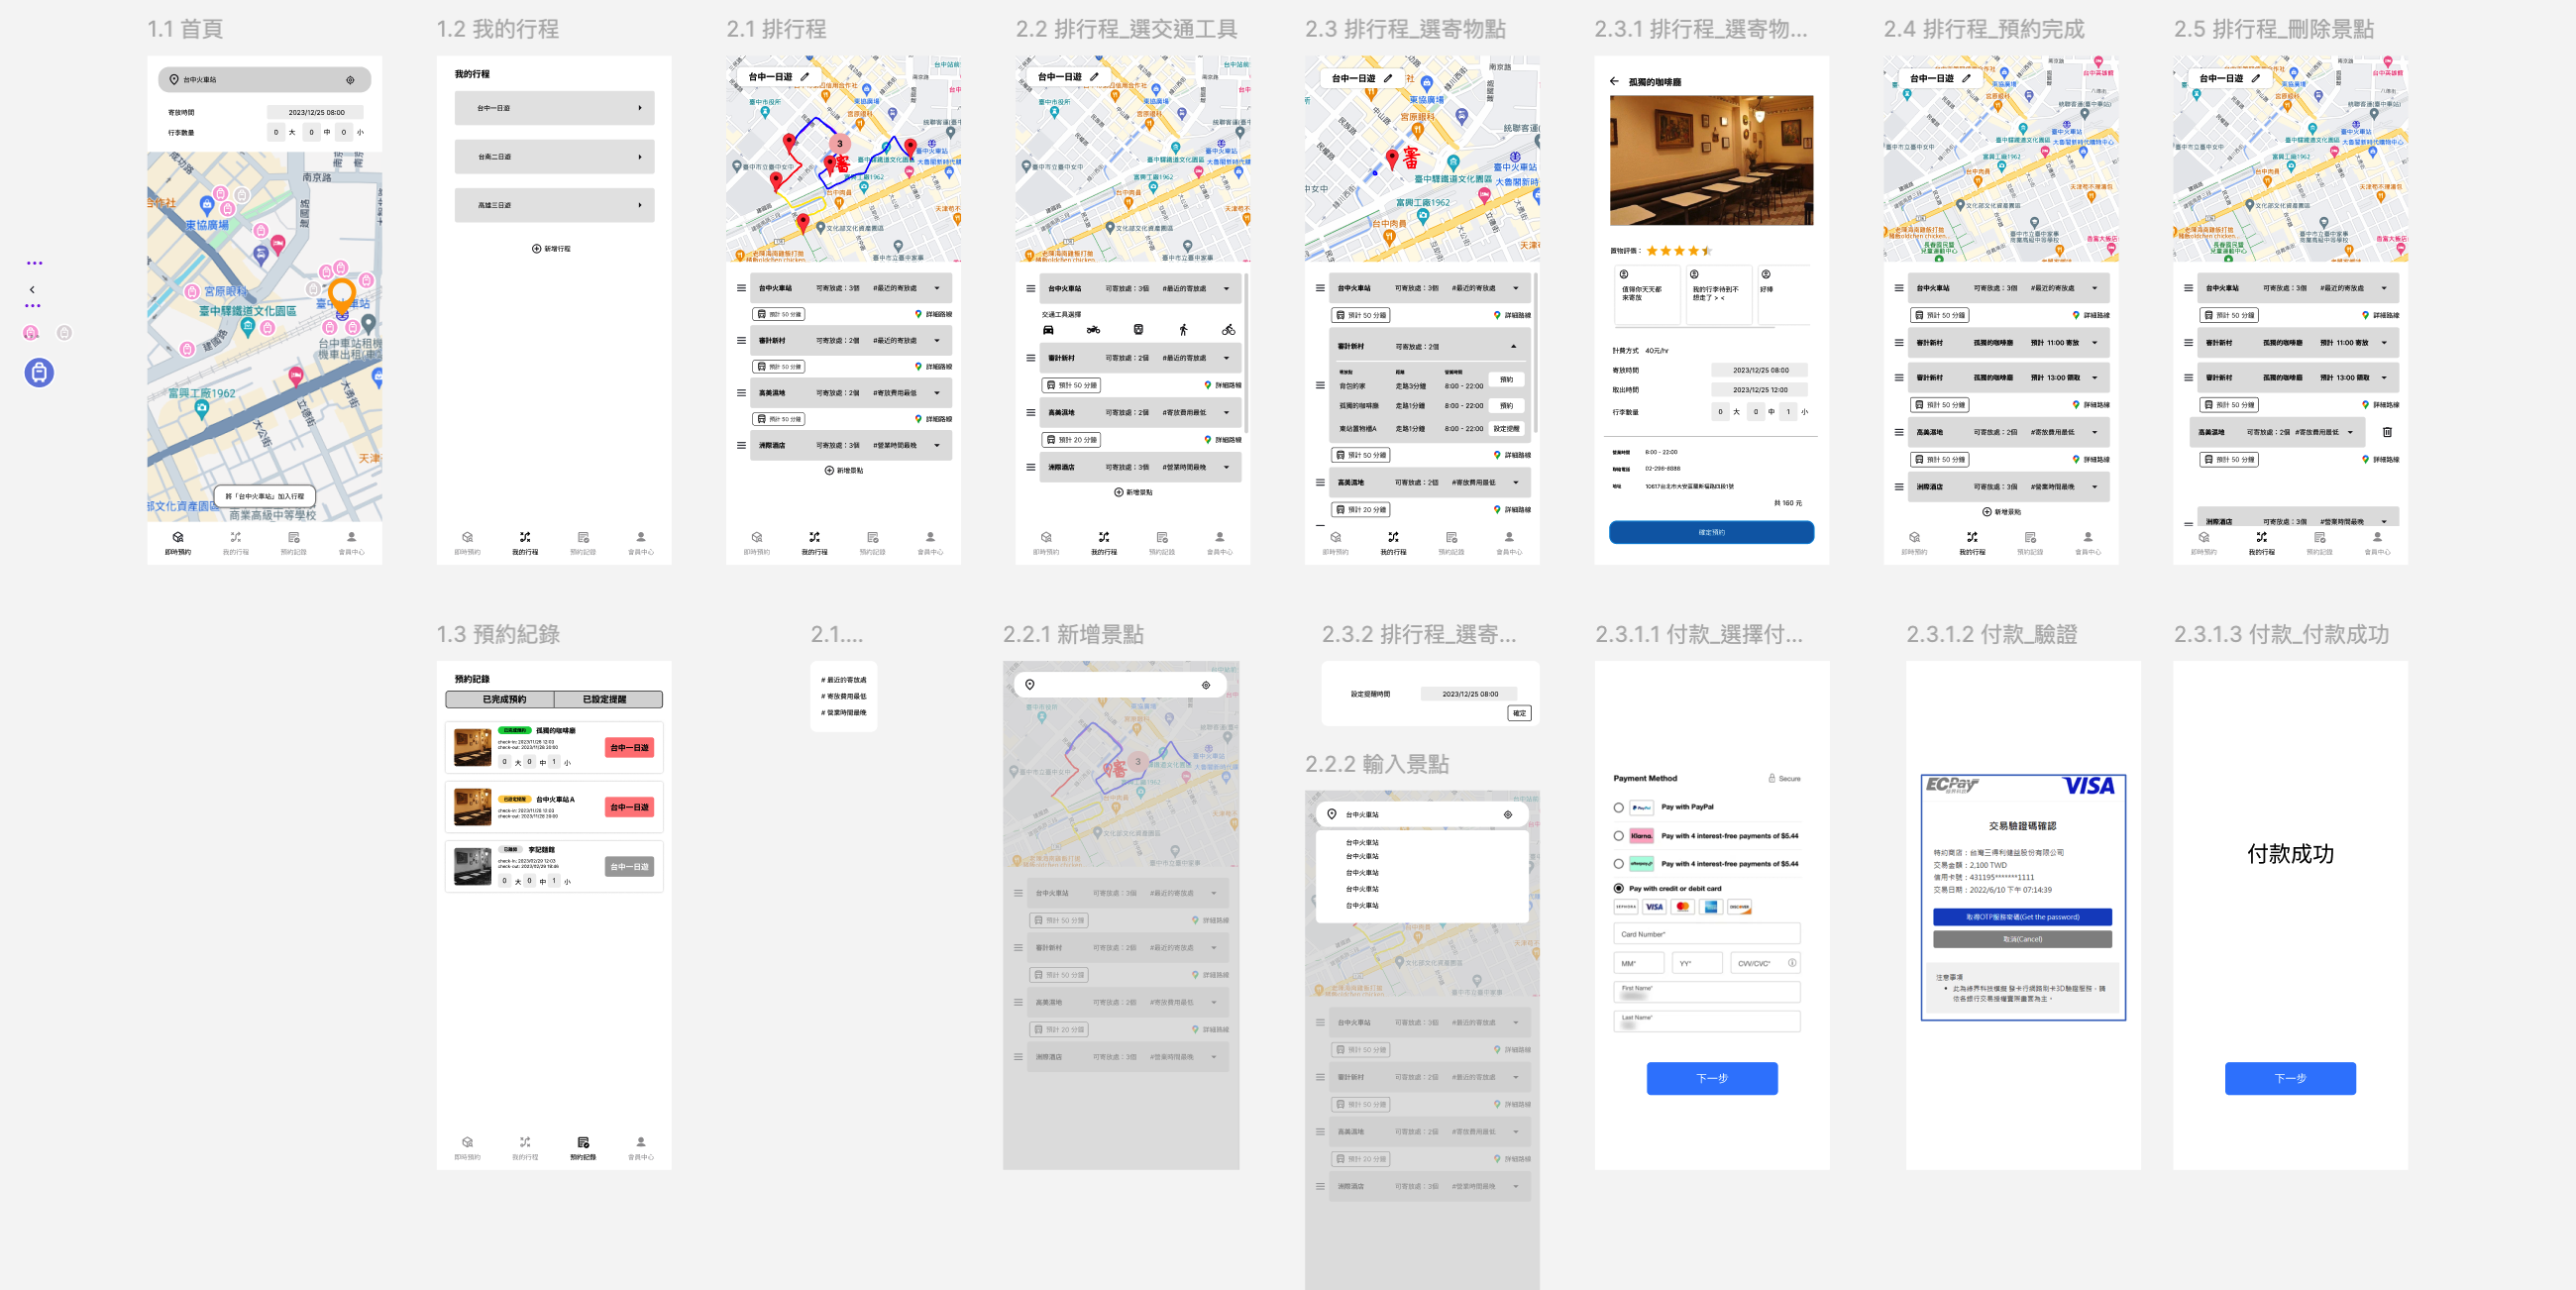 1.1 首頁
台中火車站
寄放時間
2023/12/25 08:00
行李數量
0 大 0 中 0 小
南京路
建國路
東協廣場
宮原眼科
臺中驛鐵道文化園區
富興工廠1962
大公街
立德街
大勇街
將「台中火車站」加入行程
商業高級中等學校
即時預約 我的行程 預約記錄 會員中心
1.2 我的行程
我的行程
台中一日遊
台南二日遊
高雄三日遊
新增行程
即時預約 我的行程 預約記錄 會員中心
2.1 排行程
台中一日遊
3
審
台中火車站 可寄放處：3個 #最近的寄放處
預計 50 分鐘 詳細路線
審計新村 可寄放處：2個 #最近的寄放處
預計 50 分鐘 詳細路線
高美濕地 可寄放處：2個 #寄放費用最低
預計 50 分鐘 詳細路線
洲際酒店 可寄放處：3個 #營業時間最晚
新增景點
即時預約 我的行程 預約記錄 會員中心
2.2 排行程_選交通工具
台中一日遊
台中火車站 可寄放處：3個 #最近的寄放處
交通工具選擇
審計新村 可寄放處：2個 #最近的寄放處
預計 50 分鐘 詳細路線
高美濕地 可寄放處：2個 #寄放費用最低
預計 20 分鐘 詳細路線
洲際酒店 可寄放處：3個 #營業時間最晚
新增景點
即時預約 我的行程 預約記錄 會員中心
2.3 排行程_選寄物點
台中一日遊
審
台中火車站 可寄放處：3個 #最近的寄放處
預計 50 分鐘 詳細路線
審計新村 可寄放處：2個
背包的家 走路3分鐘 8:00 - 22:00 預約
孤獨的咖啡廳 走路1分鐘 8:00 - 22:00 預約
東站置物櫃A 走路1分鐘 8:00 - 22:00 設定提醒
預計 50 分鐘 詳細路線
高美濕地 可寄放處：2個 #寄放費用最低
預計 20 分鐘 詳細路線
即時預約 我的行程 預約記錄 會員中心
2.3.1 排行程_選寄物...
孤獨的咖啡廳
置物評價：
值得你天天都
來寄放
我的行李待到不
想走了 > <
好棒
計費方式 40元/hr
寄放時間 2023/12/25 08:00
取出時間 2023/12/25 12:00
行李數量 0 大 0 中 1 小
營業時間 8:00 - 22:00
聯絡電話 02-298-8888
地址
共 160 元
確定預約
2.4 排行程_預約完成
台中一日遊
台中火車站 可寄放處：3個 #最近的寄放處
預計 50 分鐘 詳細路線
審計新村 孤獨的咖啡廳 預計 11:00 寄放
審計新村 孤獨的咖啡廳 預計 13:00 領取
預計 50 分鐘 詳細路線
高美濕地 可寄放處：2個 #寄放費用最低
預計 50 分鐘 詳細路線
洲際酒店 可寄放處：3個 #營業時間最晚
新增景點
即時預約 我的行程 預約記錄 會員中心
2.5 排行程_刪除景點
台中一日遊
台中火車站 可寄放處：3個 #最近的寄放處
預計 50 分鐘 詳細路線
審計新村 孤獨的咖啡廳 預計 11:00 寄放
審計新村 孤獨的咖啡廳 預計 13:00 領取
預計 50 分鐘 詳細路線
高美濕地 可寄放處：2個 #寄放費用最低
預計 50 分鐘 詳細路線
洲際酒店 可寄放處：3個 #營業時間最晚
即時預約 我的行程 預約記錄 會員中心
1.3 預約紀錄
預約記錄
已完成預約 已設定提醒
孤獨的咖啡廳
台中一日遊
0 大 0 中 1 小
台中火車站 A
台中一日遊
李記麵館
台中一日遊
0 大 0 中 1 小
即時預約 我的行程 預約記錄 會員中心
2.1....
# 最近的寄放處
# 寄放費用最低
# 營業時間最晚
2.2.1 新增景點
審
3
台中火車站 可寄放處：3個 #最近的寄放處
預計 50 分鐘 詳細路線
審計新村 可寄放處：2個 #最近的寄放處
預計 50 分鐘 詳細路線
高美濕地 可寄放處：2個 #寄放費用最低
預計 20 分鐘 詳細路線
洲際酒店 可寄放處：3個 #營業時間最晚
2.3.2 排行程_選寄...
設定提醒時間 2023/12/25 08:00
確定
2.2.2 輸入景點
台中火車站
台中火車站
台中火車站
台中火車站
台中火車站
台中火車站
台中火車站 可寄放處：3個 #最近的寄放處
預計 50 分鐘 詳細路線
審計新村 可寄放處：2個 #最近的寄放處
預計 50 分鐘 詳細路線
高美濕地 可寄放處：2個 #寄放費用最低
預計 20 分鐘 詳細路線
洲際酒店 可寄放處：3個 #營業時間最晚
2.3.1.1 付款_選擇付...
Payment Method Secure
PayPal Pay with PayPal
Klarna. Pay with 4 interest-free payments of $5.44
Pay with 4 interest-free payments of $5.44
Pay with credit or debit card
SEPHORA VISA DISCOVER
Card Number*
MM* YY* CVV/CVC*
First Name*
Last Name*
下一步
2.3.1.2 付款_驗證
ECPay VISA
交易驗證碼確認
特約商店：台灣三得利健益股份有限公司
交易金額：2,100 TWD
信用卡號：431195*******1111
交易日期：2022/6/10 下午 07:14:39
取得OTP服務密碼(Get the password)
取消(Cancel)
注意事項
2.3.1.3 付款_付款成功
付款成功
下一步